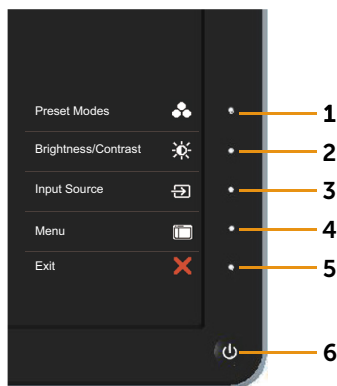 Preset Modes 1
Brightness/Contrast 2
Input Source 3
Menu 4
Exit 5
6